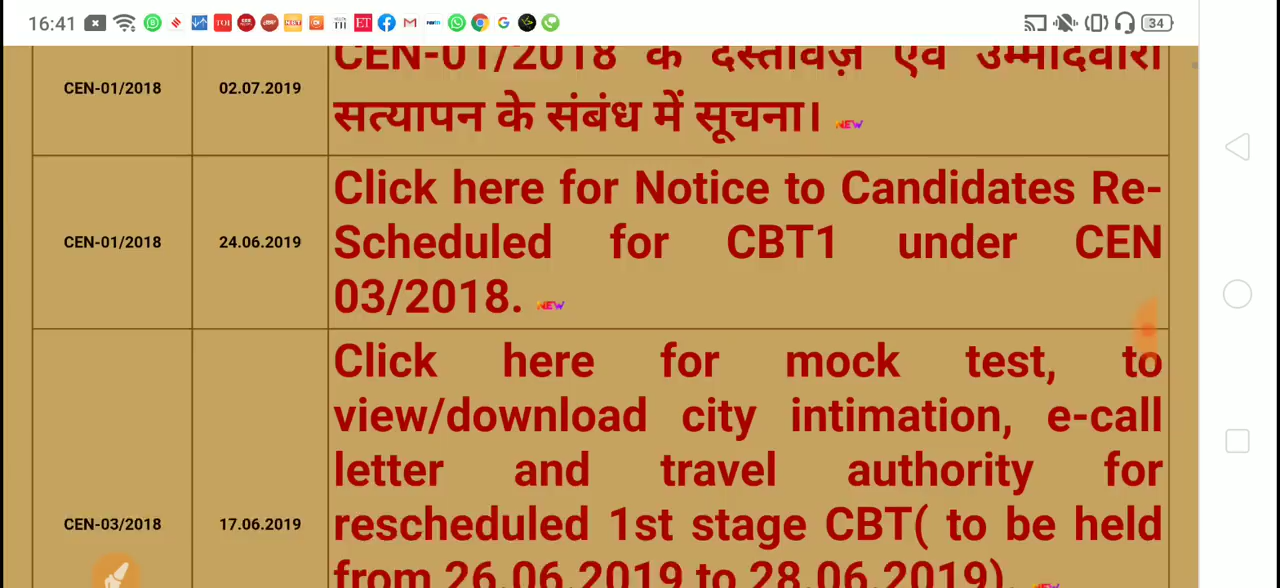 16:41
34
CEN-01/2018 के दस्तावेज़ एवं उम्मीदवारी
CEN-01/2018 02.07.2019
सत्यापन के संबंध में सूचना। NEW
Click here for Notice to Candidates Re-
CEN-01/2018 24.06.2019 Scheduled for CBT1 under CEN
03/2018. NEW
Click here for mock test, to
view/download city intimation, e-call
letter and travel authority for
CEN-03/2018 17.06.2019 rescheduled 1st stage CBT( to be held
from 26.06.2019 to 28.06.2019). NEW